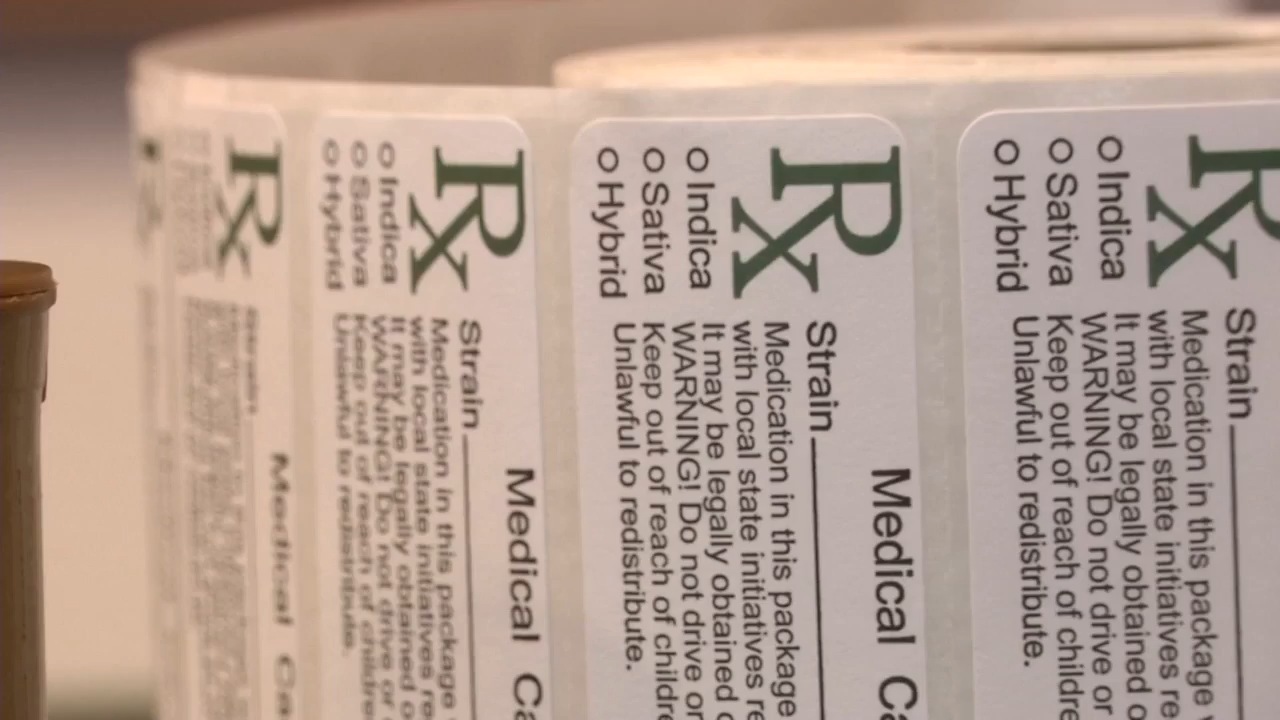 Rx
Medical Ca
Strain
Medication in this package
with local state initiatives re
It may be legally obtained o
WARNING! Do not drive or
Keep out of reach of childre
Unlawful to redistribute.
O Indica
O Sativa
O Hybrid
Rx
Medical Ca
Strain
Medication in this package
with local state initiatives re
It may be legally obtained o
WARNING! Do not drive or
Keep out of reach of childre
Unlawful to redistribute.
O Indica
O Sativa
O Hybrid
Rx
Strain
Medication in this package
with local state initiatives re
It may be legally obtained o
WARNING! Do not drive or
Keep out of reach of childre
Unlawful to redistribute.
O Indica
O Sativa
O Hybrid
Rx
Medical Ca